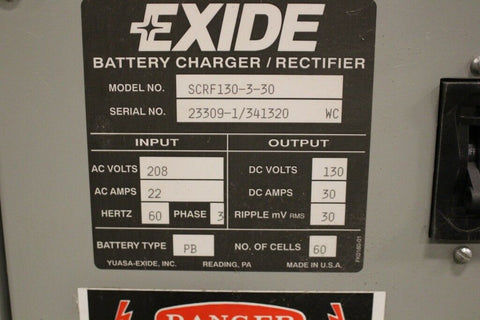 EXIDE
BATTERY CHARGER / RECTIFIER
MODEL NO. SCRF130-3-30
SERIAL NO. 23309-1/341320 WC
INPUT OUTPUT
AC VOLTS 208 DC VOLTS 130
AC AMPS 22 DC AMPS 30
HERTZ 60 PHASE 3 RIPPLE mV RMS 30
BATTERY TYPE PB NO. OF CELLS 60
YUASA-EXIDE, INC. READING, PA MADE IN U.S.A.
DANGER